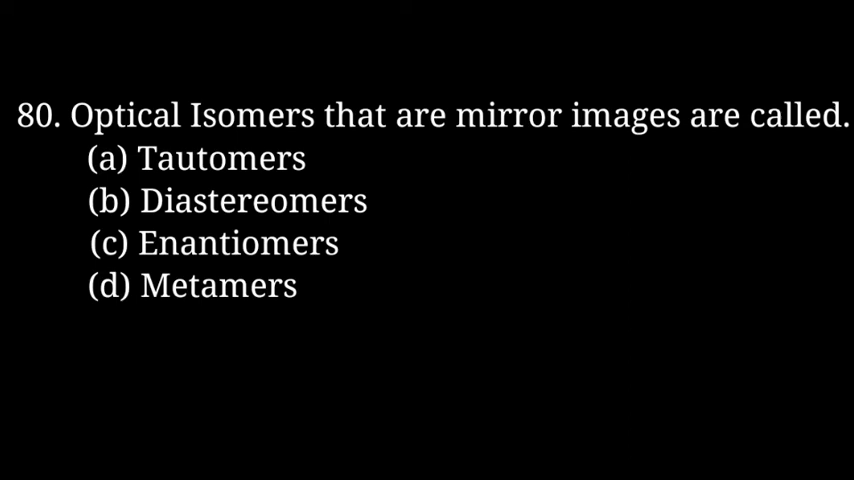 80. Optical Isomers that are mirror images are called.
(a) Tautomers
(b) Diastereomers
(c) Enantiomers
(d) Metamers